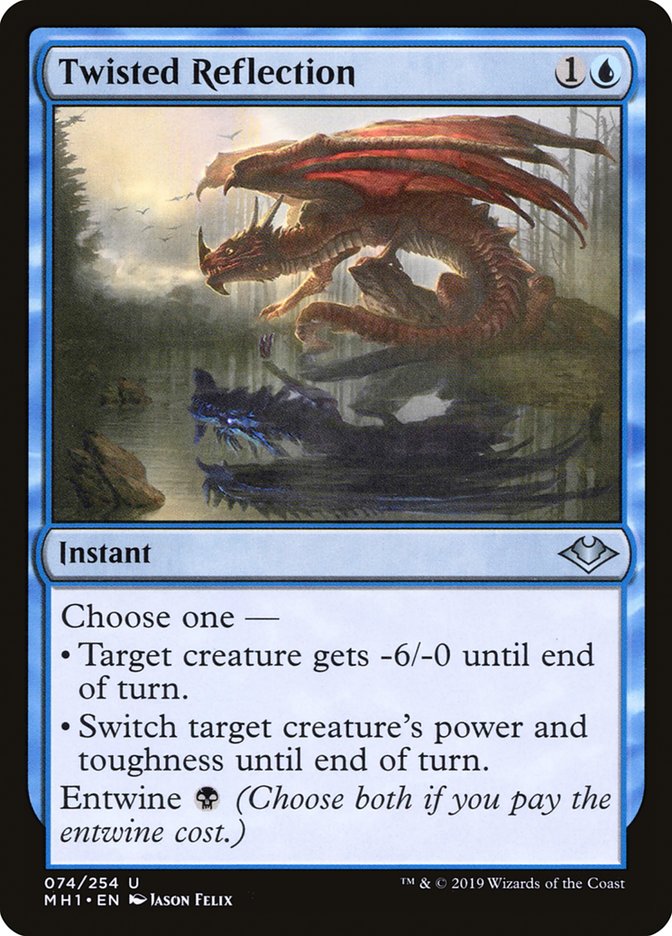 Twisted Reflection 1
Instant
Choose one —
• Target creature gets -6/-0 until end
of turn.
• Switch target creature's power and
toughness until end of turn.
Entwine (Choose both if you pay the
entwine cost.)
074/254 U
MH1 • EN Jason Felix
™ & © 2019 Wizards of the Coast